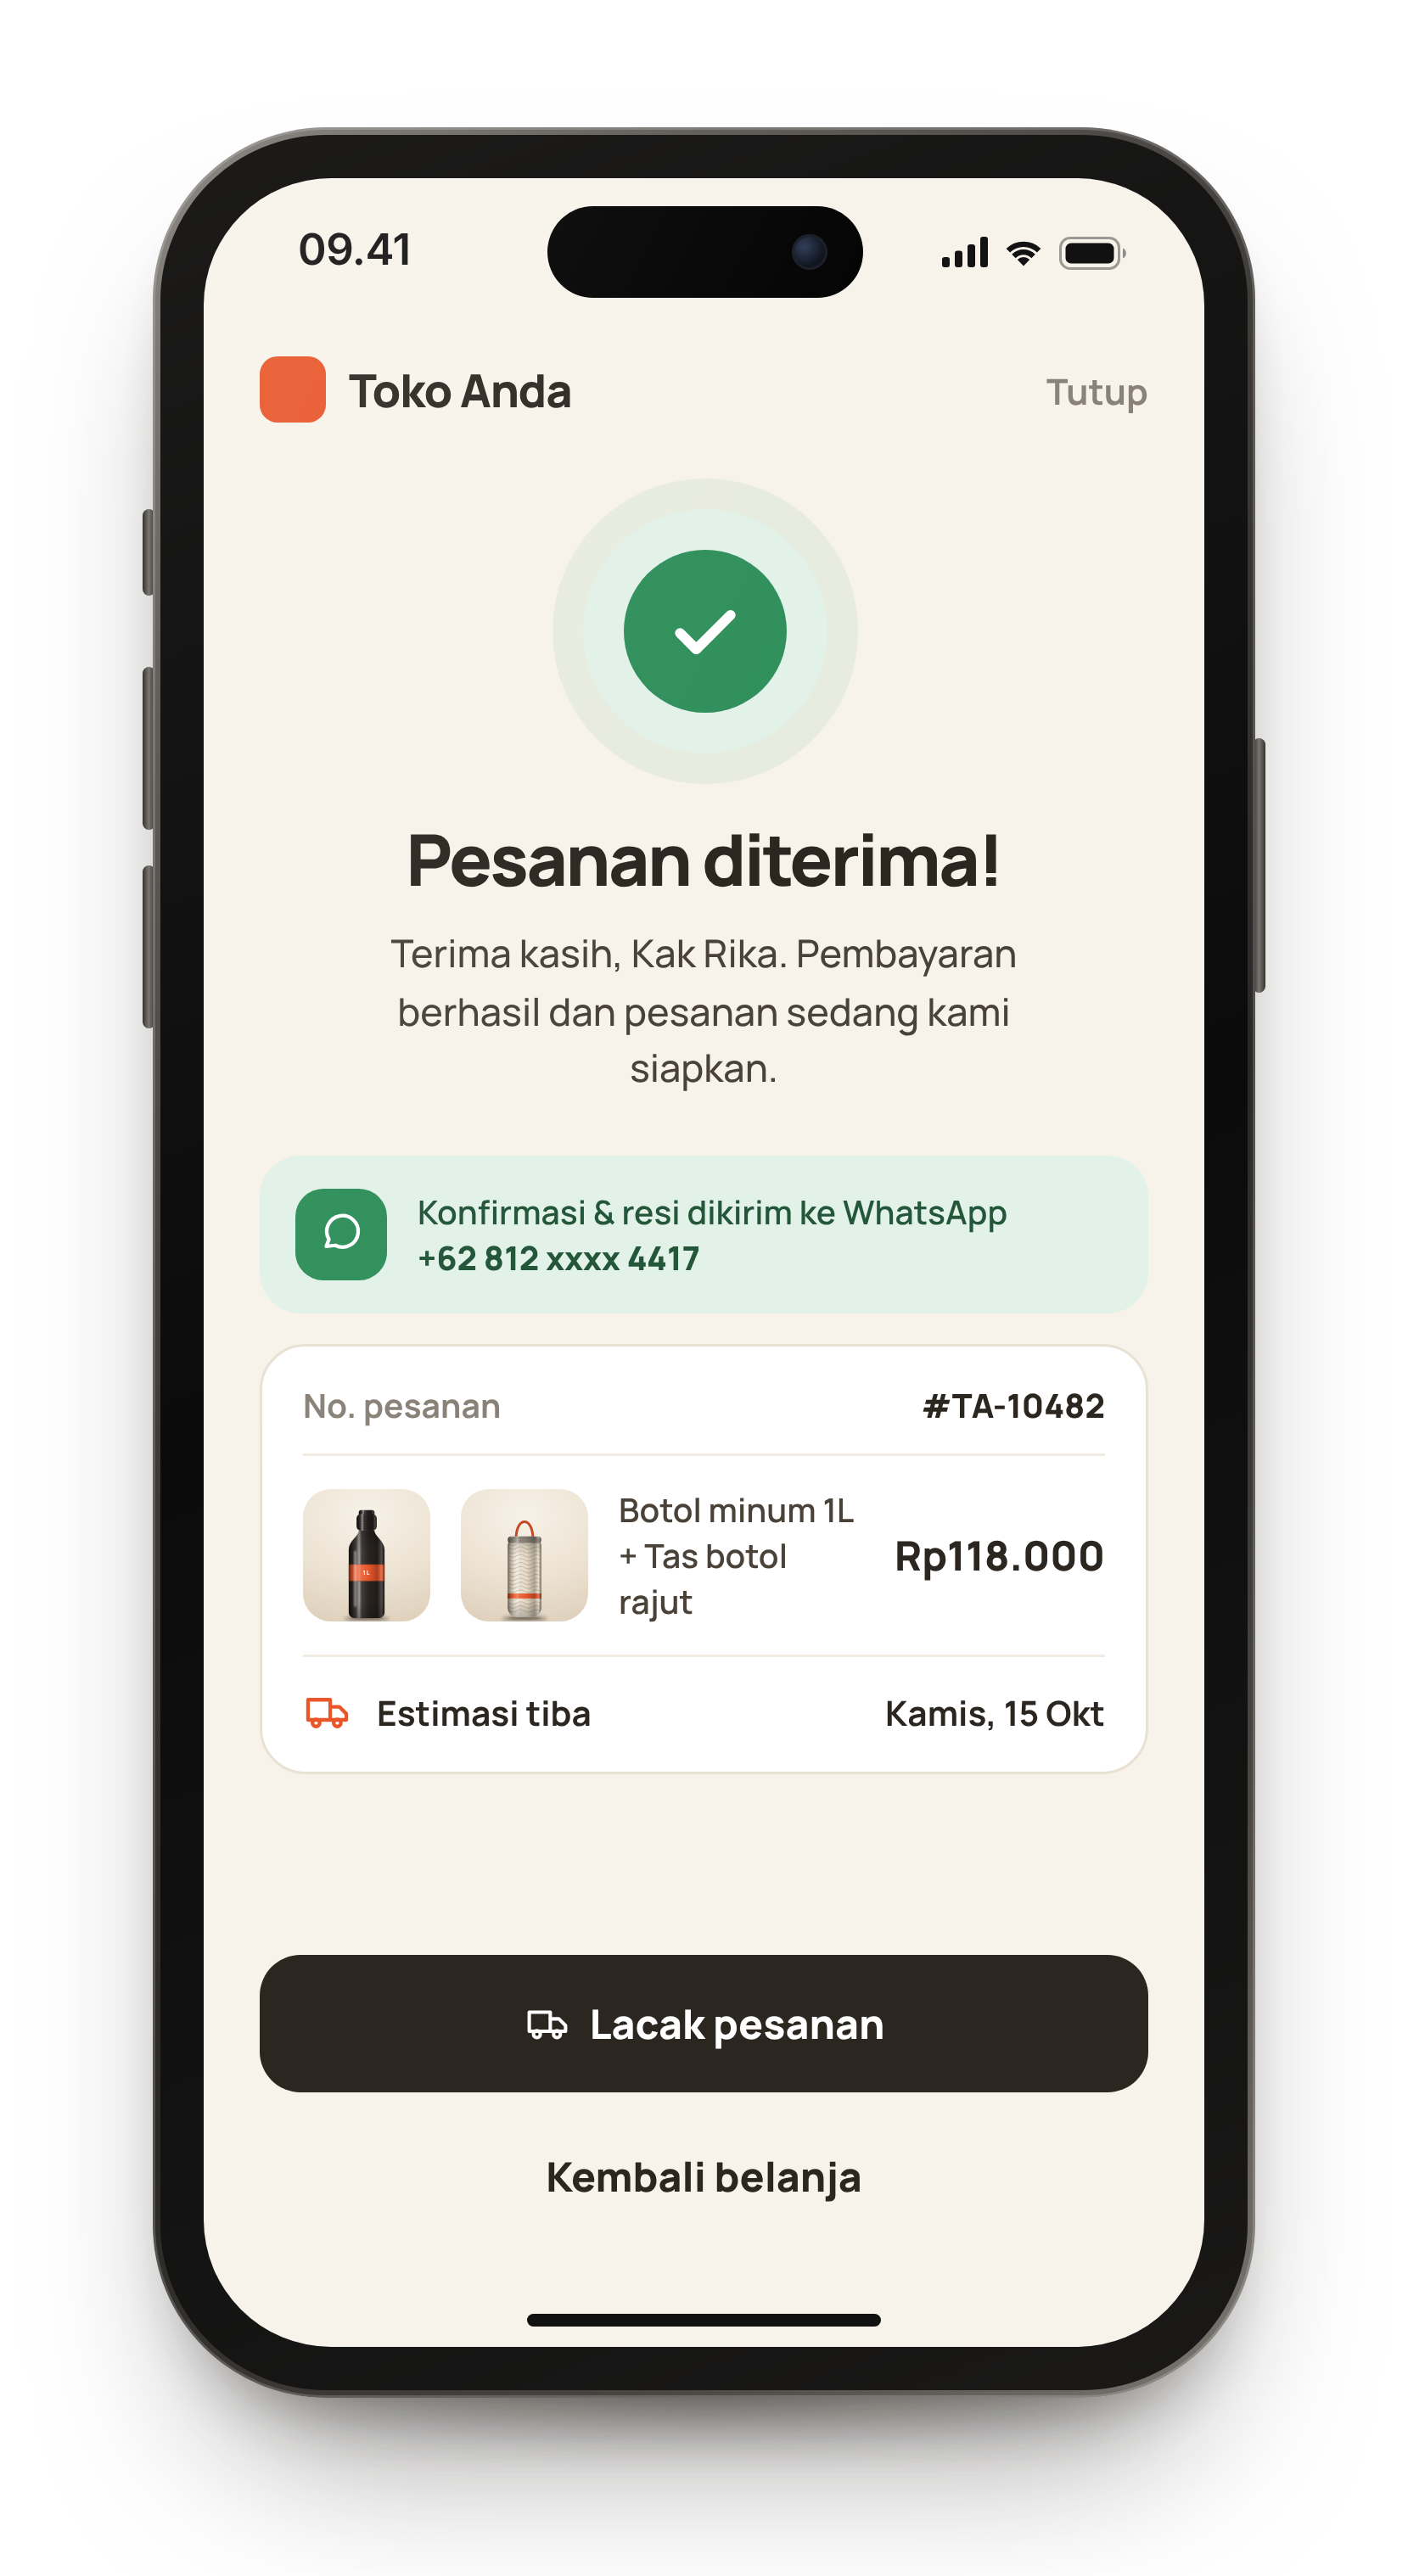 09.41
Toko Anda
Tutup
Pesanan diterima!
Terima kasih, Kak Rika. Pembayaran
berhasil dan pesanan sedang kami
siapkan.
Konfirmasi & resi dikirim ke WhatsApp
+62 812 xxxx 4417
No. pesanan
#TA-10482
1L
Botol minum 1L
+ Tas botol
rajut
Rp118.000
Estimasi tiba
Kamis, 15 Okt
Lacak pesanan
Kembali belanja